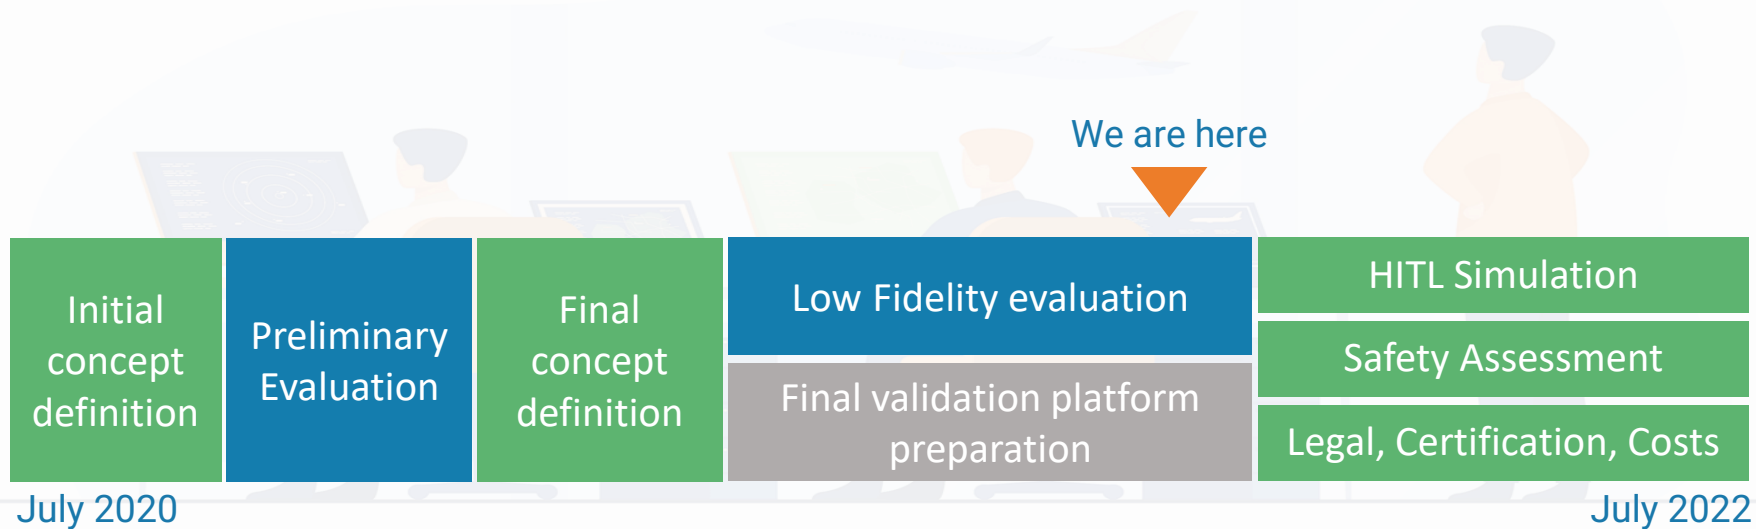 We are here
Initial
concept
definition
Preliminary
Evaluation
Final
concept
definition
Low Fidelity evaluation
Final validation platform
preparation
HITL Simulation
Safety Assessment
Legal, Certification, Costs
July 2020
July 2022